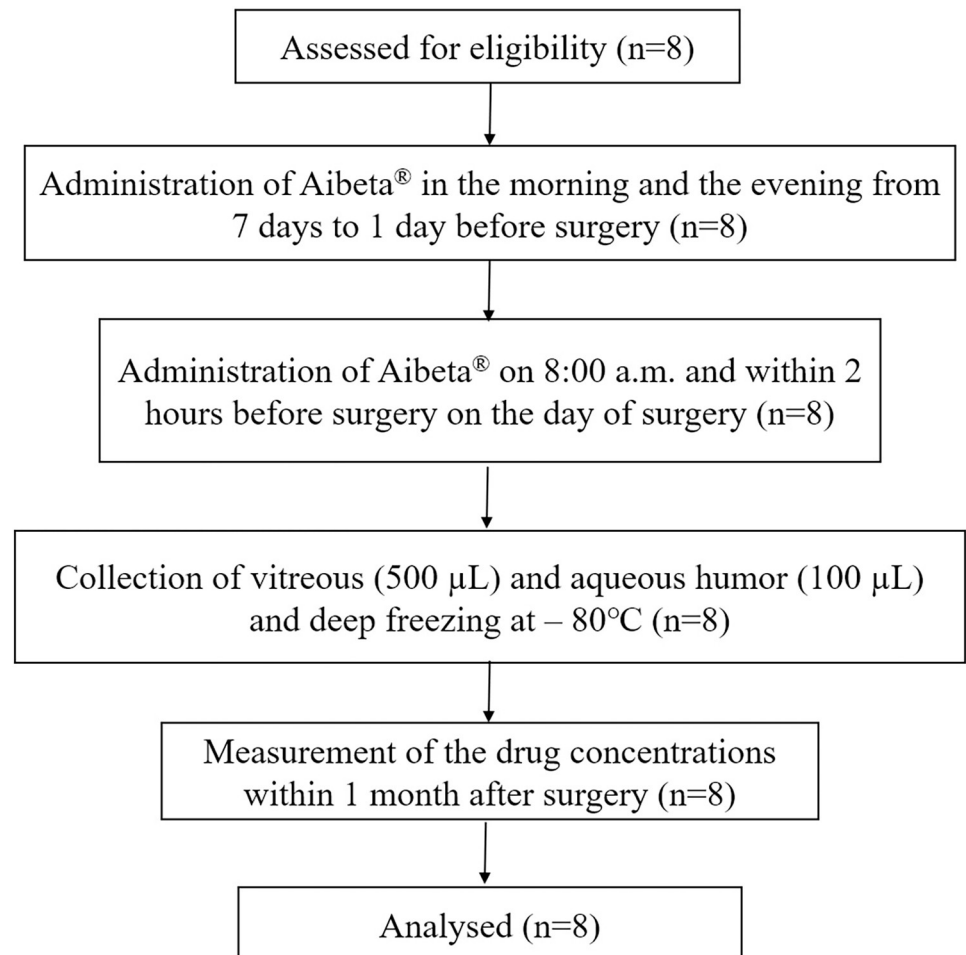 Assessed for eligibility (n=8)
Administration of Aibeta® in the morning and the evening from
7 days to 1 day before surgery (n=8)
Administration of Aibeta® on 8:00 a.m. and within 2
hours before surgery on the day of surgery (n=8)
Collection of vitreous (500 µL) and aqueous humor (100 µL)
and deep freezing at – 80℃ (n=8)
Measurement of the drug concentrations
within 1 month after surgery (n=8)
Analysed (n=8)